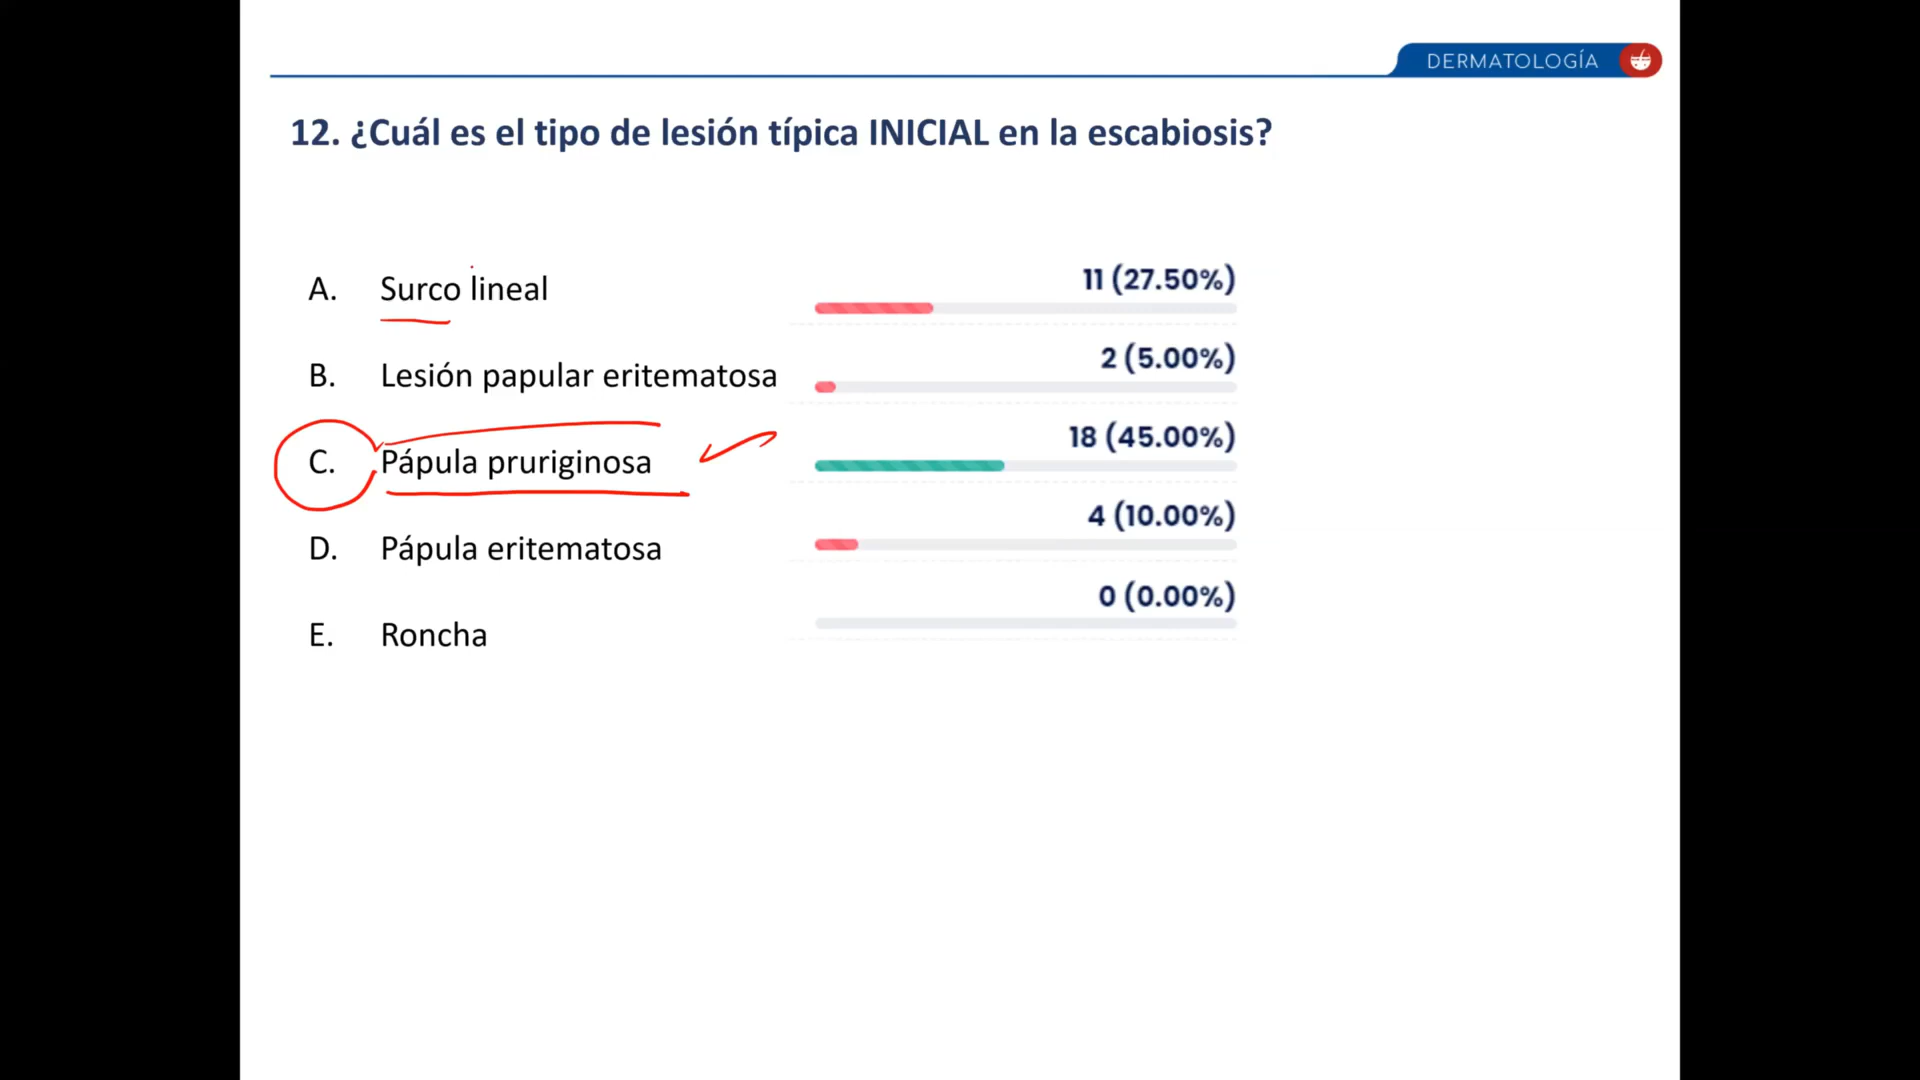 DERMATOLOGÍA
12. ¿Cuál es el tipo de lesión típica INICIAL en la escabiosis?
A. Surco lineal
11 (27.50%)
B. Lesión papular eritematosa
2 (5.00%)
C. Pápula pruriginosa
18 (45.00%)
D. Pápula eritematosa
4 (10.00%)
E. Roncha
0 (0.00%)